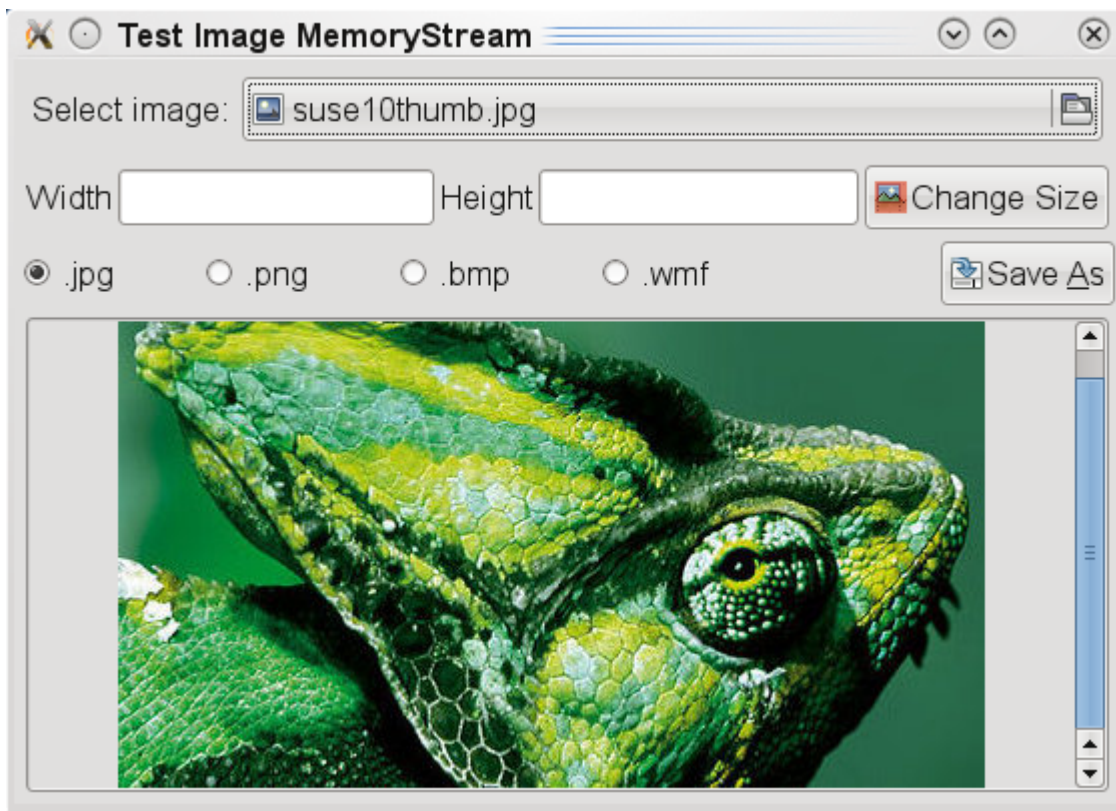 Test Image MemoryStream
Select image: suse10thumb.jpg
Width Height Change Size
.jpg .png .bmp .wmf Save As